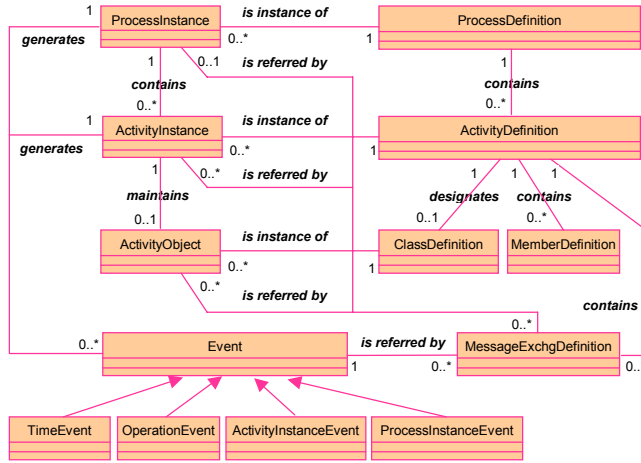 1 ProcessInstance is instance of ProcessDefinition
generates 0..* 1
1 0..1 is referred by 1
contains contains
0..* 0..*
1 ActivityInstance is instance of ActivityDefinition
generates 0..* 1
1 0..* is referred by 1 1 1
maintains designates contains
0..1 0..1 0..*
ActivityObject is instance of ClassDefinition MemberDefinition
0..* 1
0..* is referred by
contains
0..*
0..* Event is referred by MessageExchgDefinition
1 0..* 0..
TimeEvent OperationEvent ActivityInstanceEvent ProcessInstanceEvent